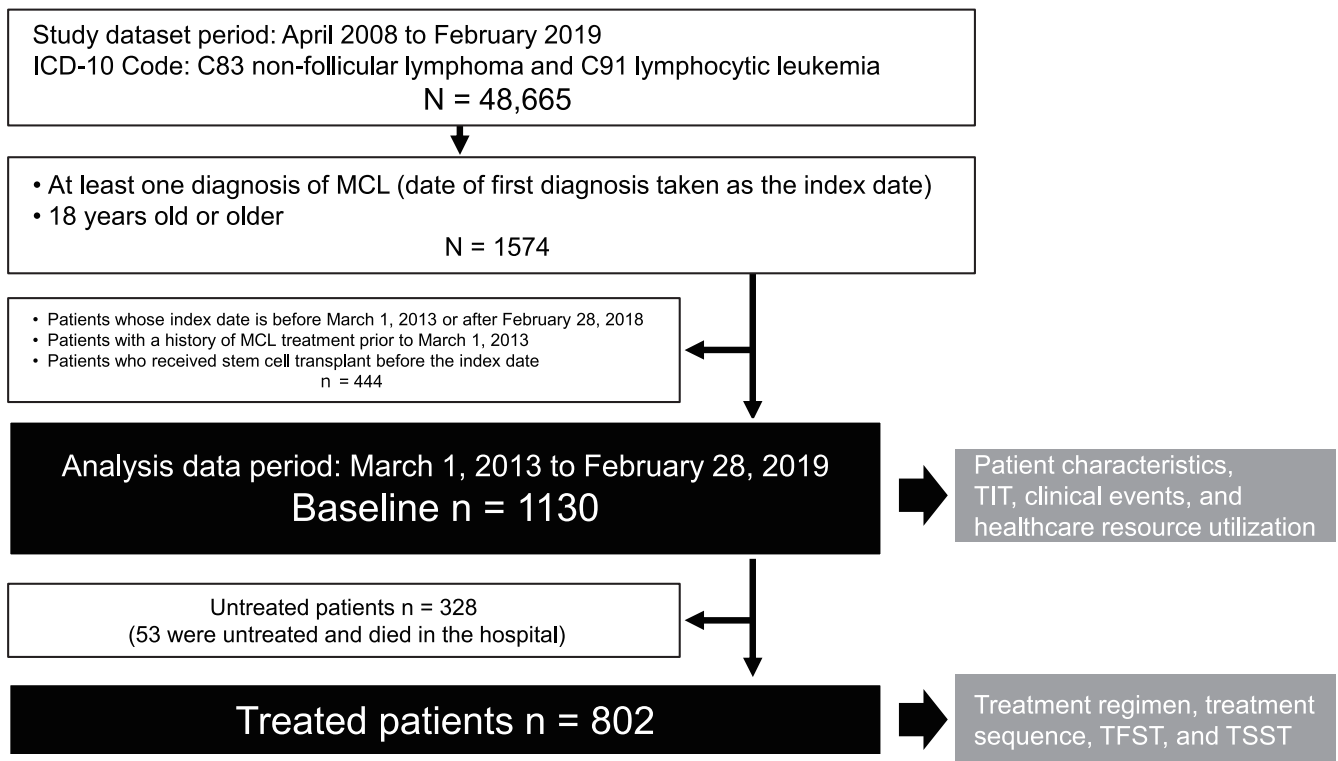 Study dataset period: April 2008 to February 2019
ICD-10 Code: C83 non-follicular lymphoma and C91 lymphocytic leukemia
N = 48,665
• At least one diagnosis of MCL (date of first diagnosis taken as the index date)
• 18 years old or older
N = 1574
• Patients whose index date is before March 1, 2013 or after February 28, 2018
• Patients with a history of MCL treatment prior to March 1, 2013
• Patients who received stem cell transplant before the index date
n = 444
Analysis data period: March 1, 2013 to February 28, 2019
Baseline n = 1130
Patient characteristics,
TIT, clinical events, and
healthcare resource utilization
Untreated patients n = 328
(53 were untreated and died in the hospital)
Treated patients n = 802
Treatment regimen, treatment
sequence, TFST, and TSST